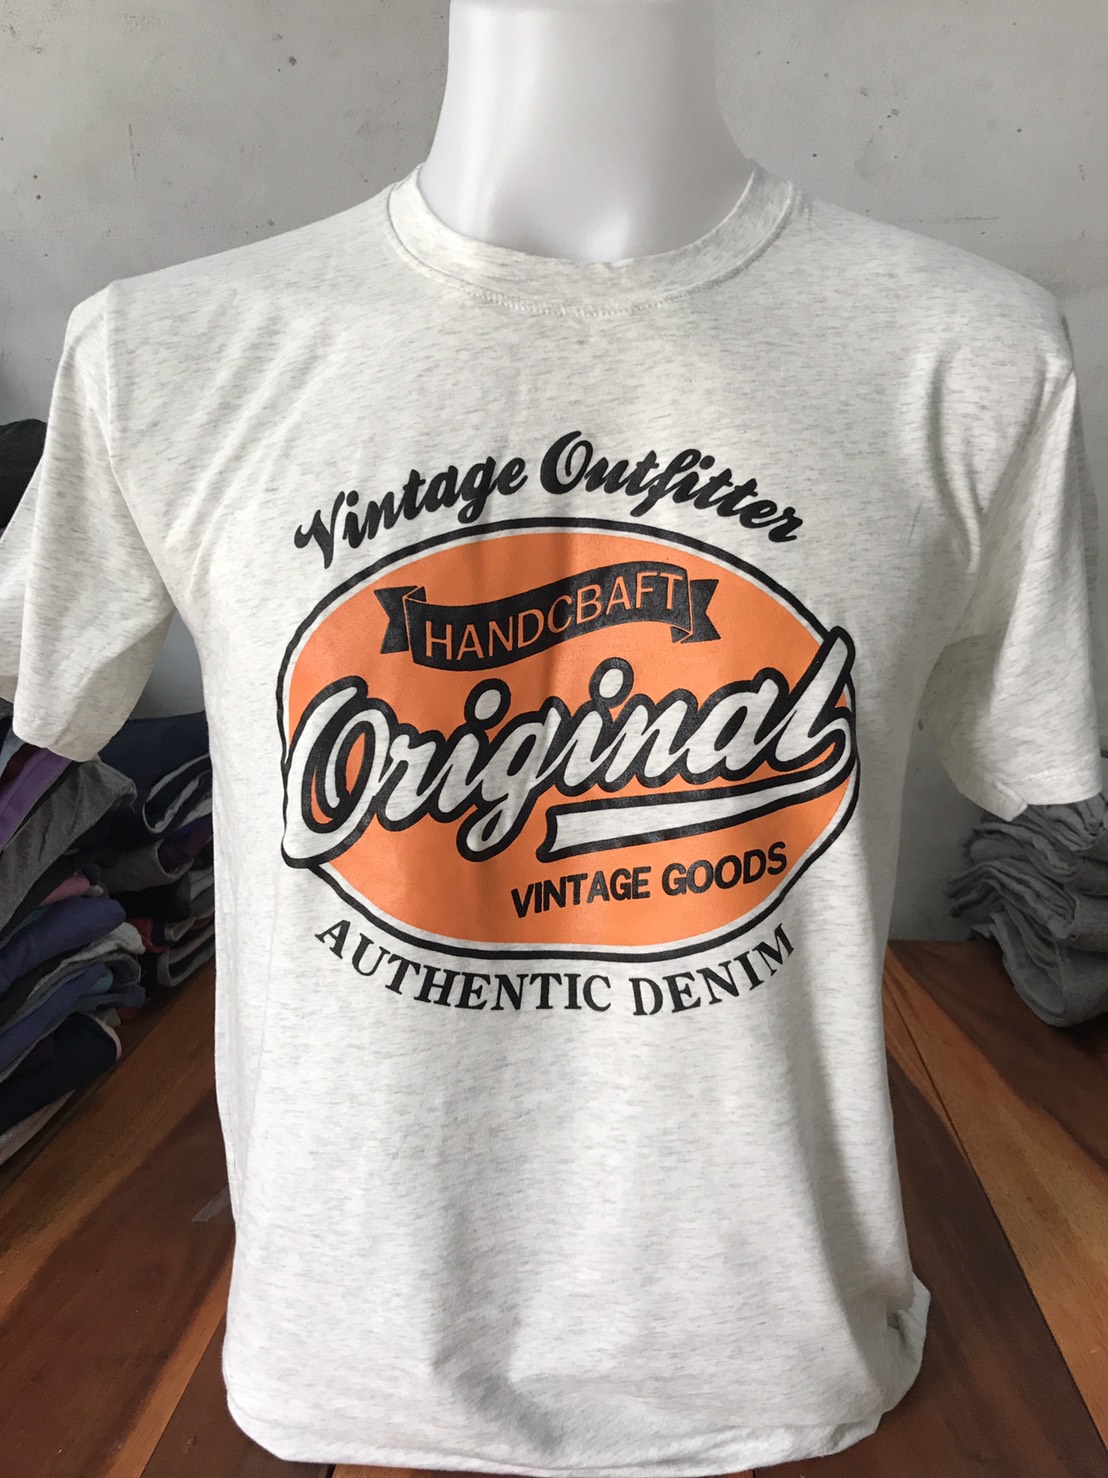 Vintage Outfitter
HANDCBAFT
Original
VINTAGE GOODS
AUTHENTIC DENIM